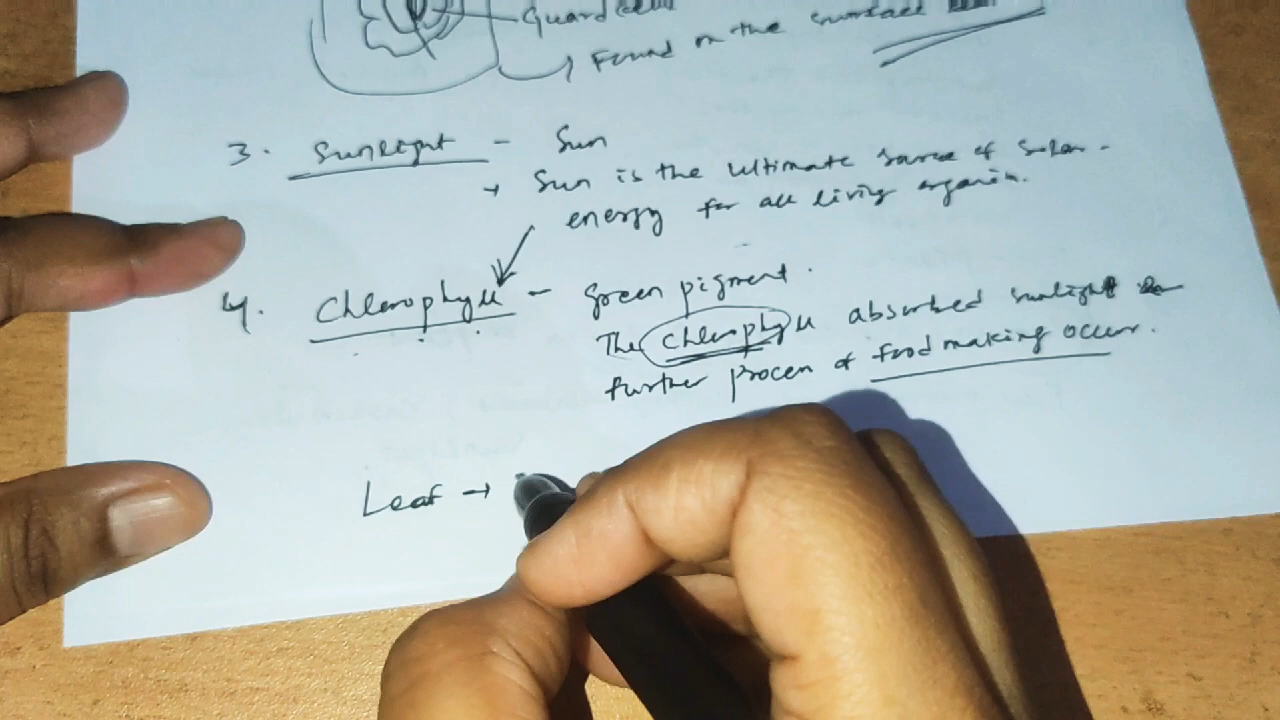 Guard cell
Found on the surface
3. Sunlight - Sun
→ Sun is the ultimate source of solar.
energy for all living organism.
4. Chlorophyll - Green pigment.
The chlorophyll absorbed sunlight
further process of food making occur.
Leaf →